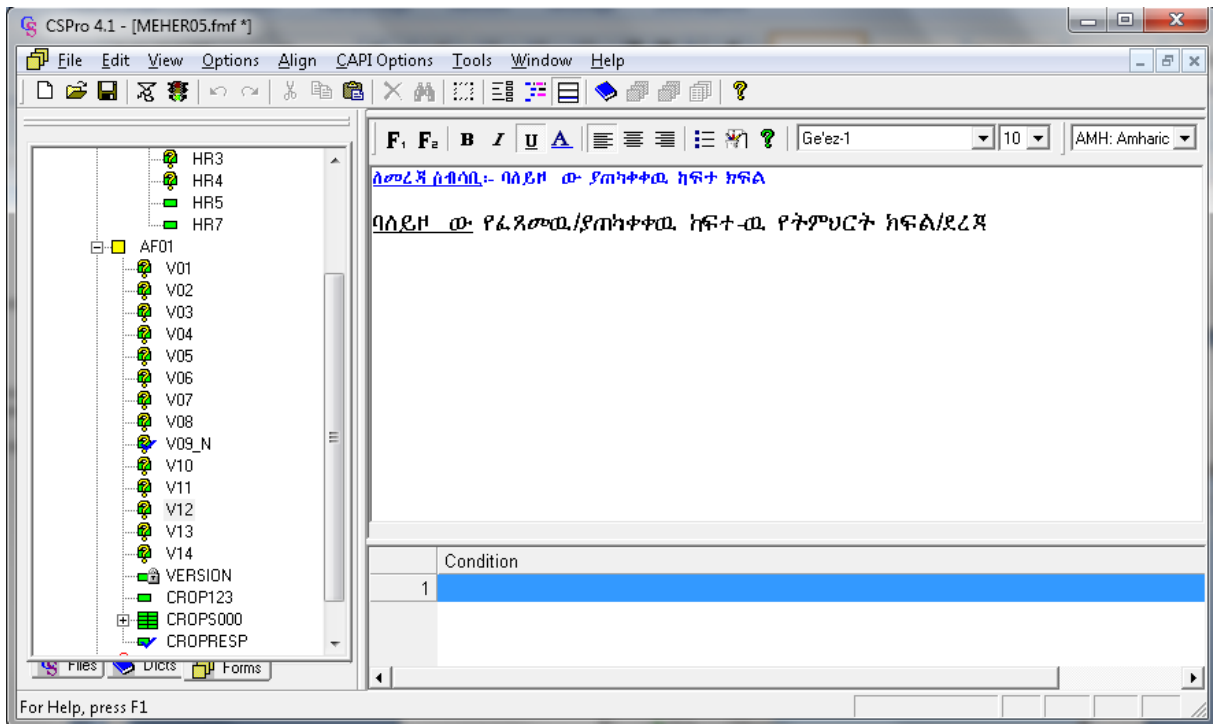 CSPro 4.1 - [MEHER05.fmf *]
File Edit View Options Align CAPI Options Tools Window Help
F₁ F₂ B I U A Ge'ez-1 10 AMH: Amharic
HR3
HR4
HR5
HR7
AF01
V01
V02
V03
V04
V05
V06
V07
V08
V09_N
V10
V11
V12
V13
V14
VERSION
CROP123
CROPS000
CROPRESP
Files Dicts Forms
ለመረጃ ሰብሳቢ:- ባለይዞ ው ያጠካቀቀዉ ከፍተ ክፍል
ባለይዞ ው የፈጸመዉ/ያጠካቀቀዉ ከፍተ-ዉ የትምህርት ክፍል/ደረጃ
Condition
1
For Help, press F1